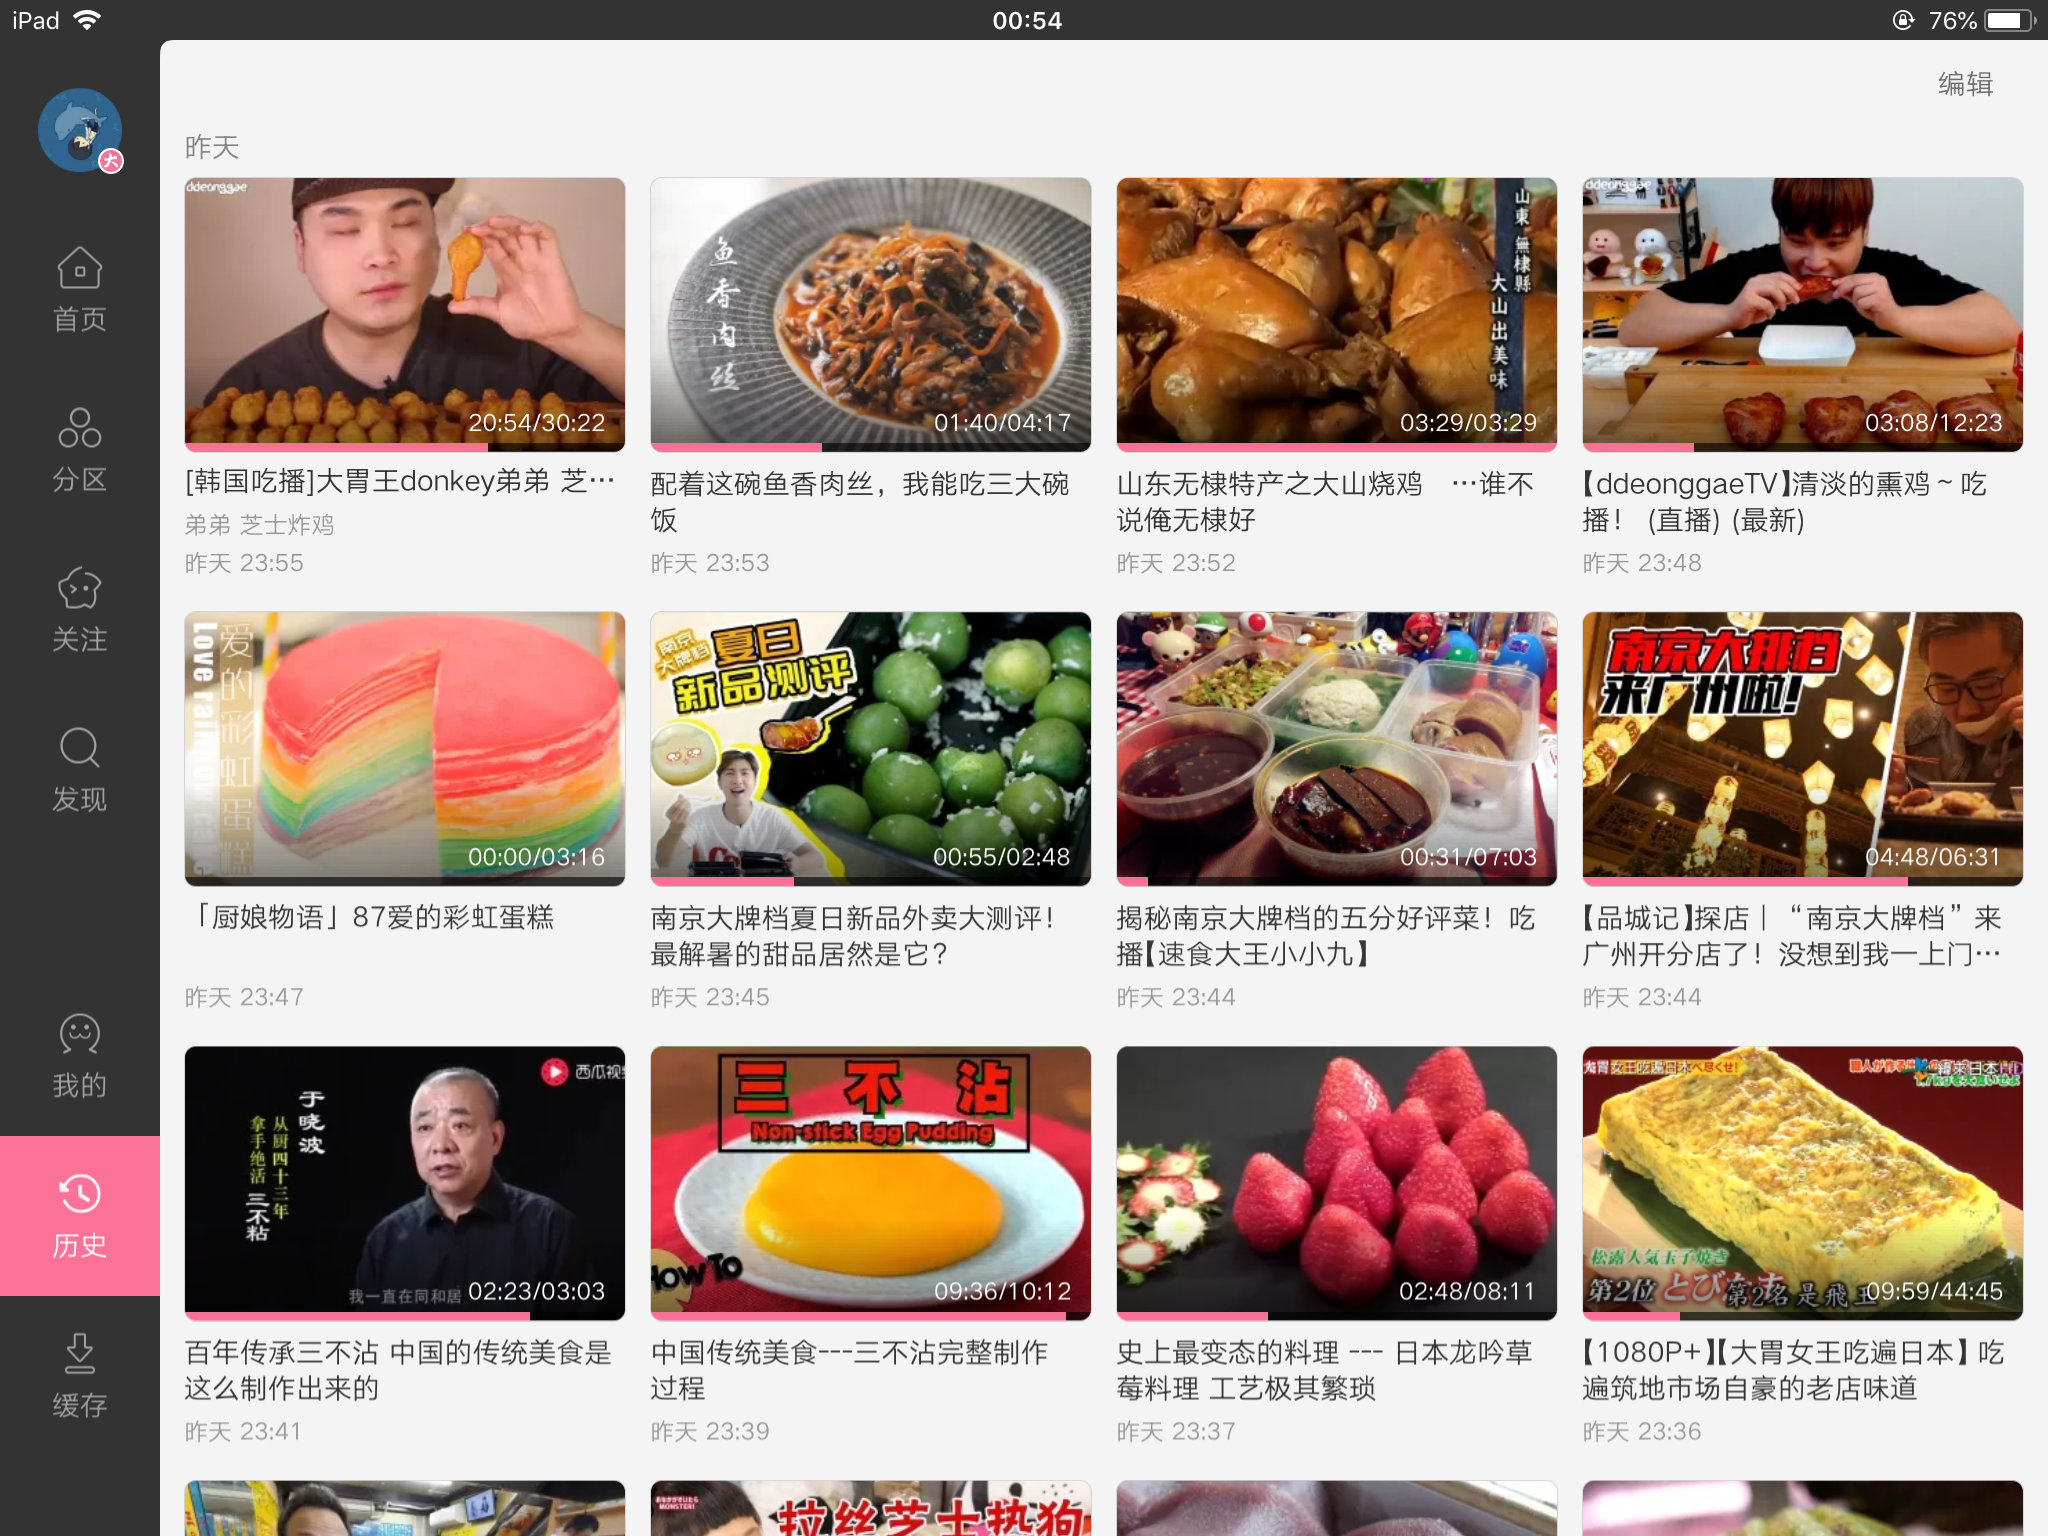 iPad
00:54
76%
编辑
大
首页
分区
关注
发现
我的
历史
缓存
昨天
ddeonggae
20:54/30:22
[韩国吃播]大胃王donkey弟弟 芝…
弟弟 芝士炸鸡
昨天 23:55
鱼香肉丝
01:40/04:17
配着这碗鱼香肉丝，我能吃三大碗
饭
昨天 23:53
山東 無棣縣
大山出美味
03:29/03:29
山东无棣特产之大山烧鸡 …谁不
说俺无棣好
昨天 23:52
ddeonggae
03:08/12:23
【ddeonggaeTV】清淡的熏鸡～吃
播！ (直播) (最新)
昨天 23:48
爱的彩虹蛋糕
00:00/03:16
「厨娘物语」87爱的彩虹蛋糕
昨天 23:47
南京
大牌档
夏日
新品测评
00:55/02:48
南京大牌档夏日新品外卖大测评！
最解暑的甜品居然是它？
昨天 23:45
00:31/07:03
揭秘南京大牌档的五分好评菜！吃
播【速食大王小小九】
昨天 23:44
南京大排档
来广州啦!
04:48/06:31
【品城记】探店｜“南京大牌档”来
广州开分店了！没想到我一上门…
昨天 23:44
西瓜视
于晓波
从厨四十三年
拿手绝活 三不粘
我一直在同和居
02:23/03:03
百年传承三不沾 中国的传统美食是
这么制作出来的
昨天 23:41
三不沾
Non-stick Egg Pudding
How To
09:36/10:12
中国传统美食---三不沾完整制作
过程
昨天 23:39
02:48/08:11
史上最变态的料理 --- 日本龙吟草
莓料理 工艺极其繁琐
昨天 23:37
松露人気玉子焼き
第2位
第2名 是飛玉
09:59/44:45
【1080P+】【大胃女王吃遍日本】吃
遍筑地市场自豪的老店味道
昨天 23:36
MONSTER!
拉丝芝士热狗